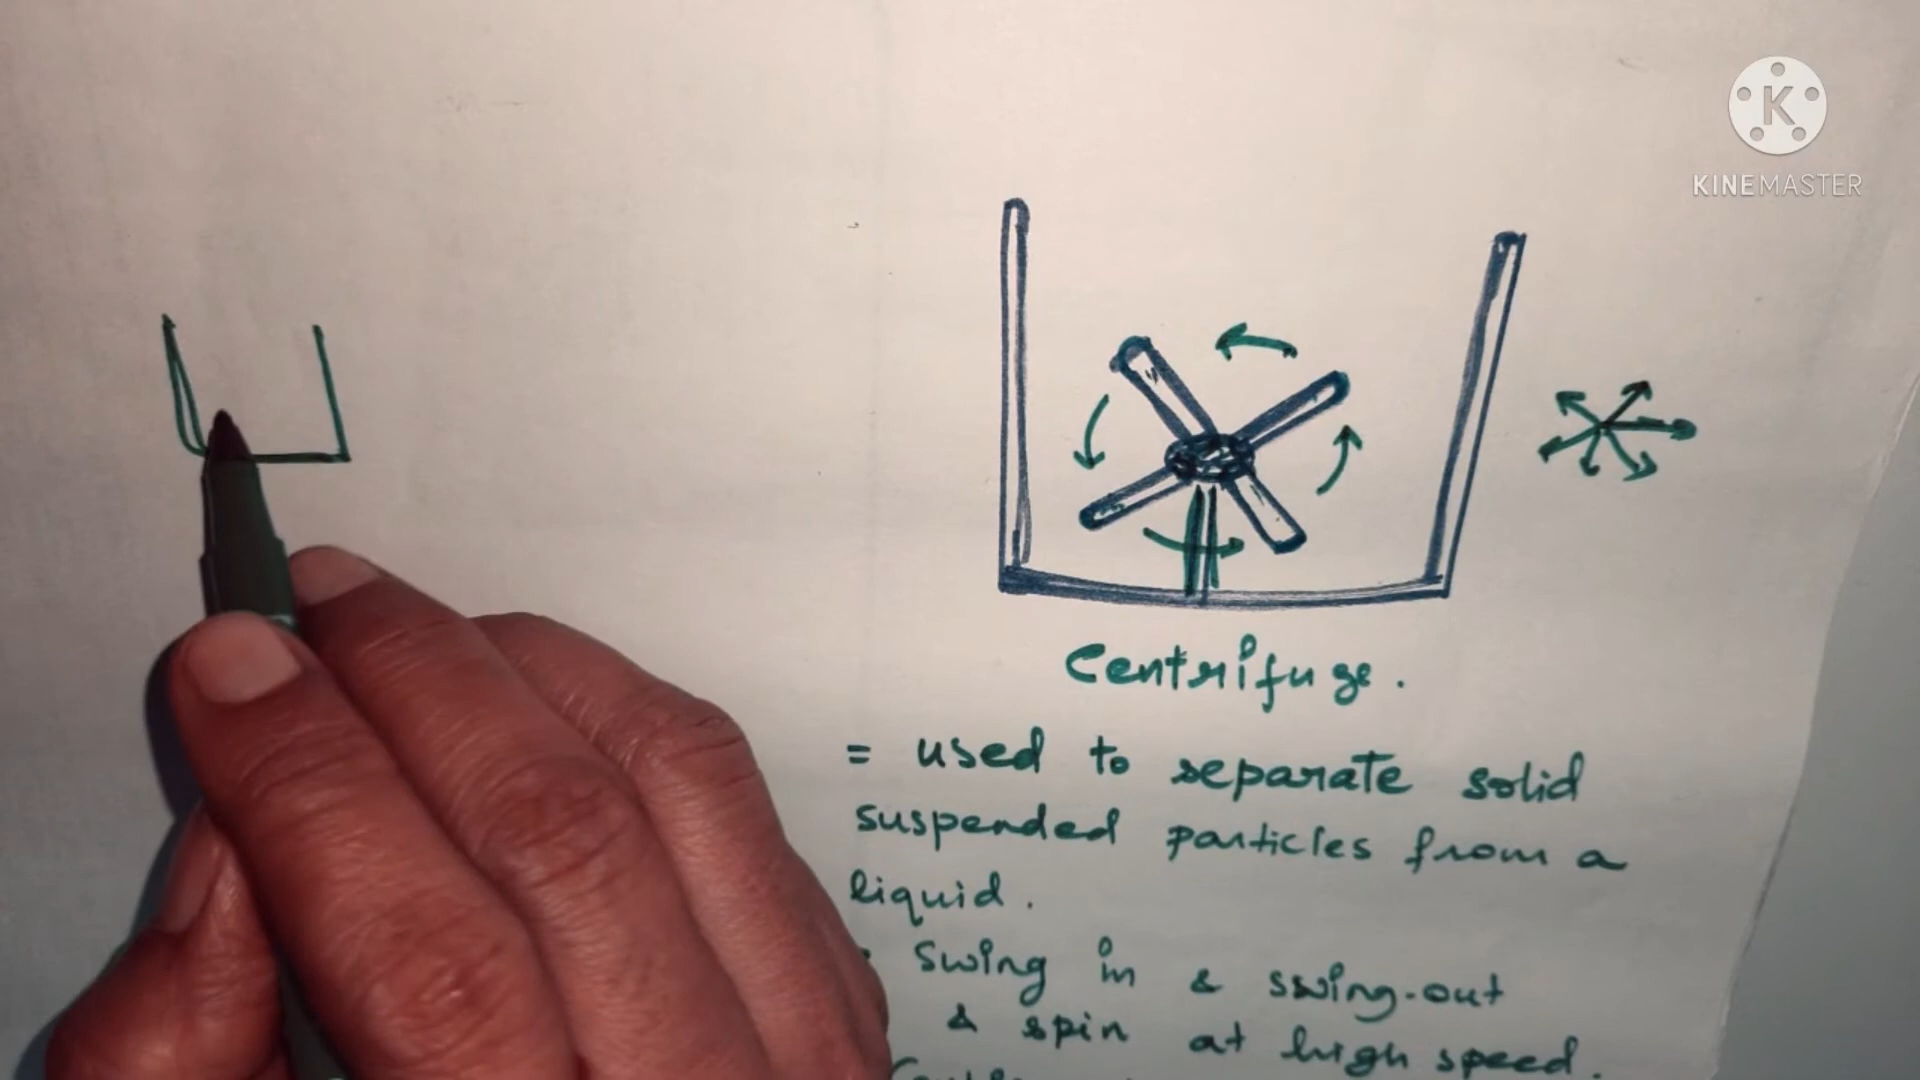 K
KINEMASTER
Centrifuge.
= used to separate solid
suspended particles from a
liquid.
swing in & swing-out
& spin at high speed.